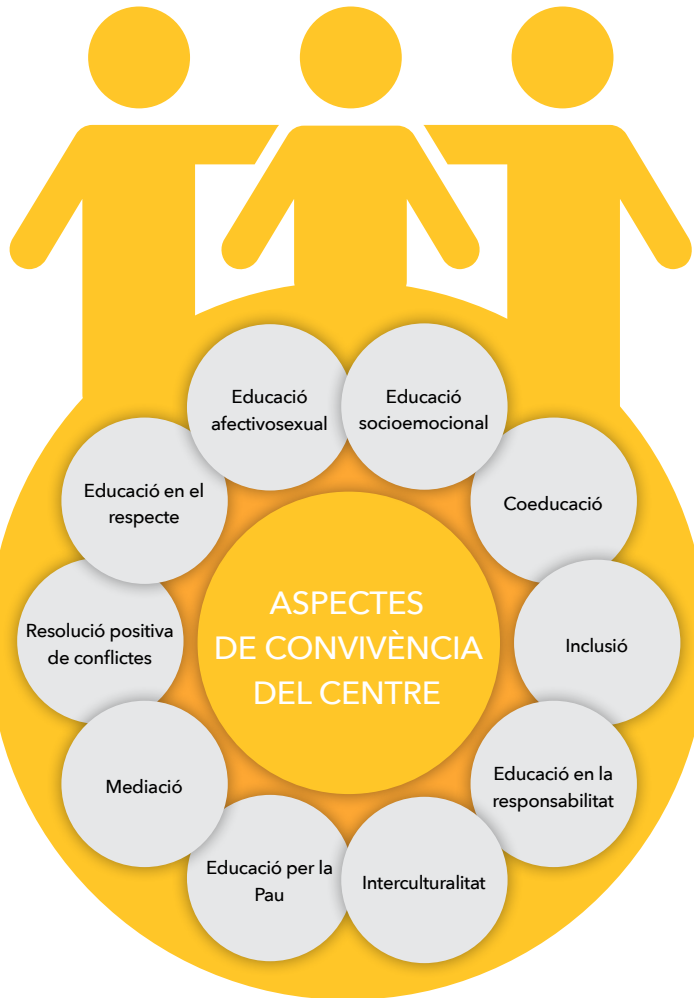 ASPECTES
DE CONVIVÈNCIA
DEL CENTRE
Educació
afectivosexual
Educació
socioemocional
Coeducació
Inclusió
Educació en la
responsabilitat
Interculturalitat
Educació per la
Pau
Mediació
Resolució positiva
de conflictes
Educació en el
respecte